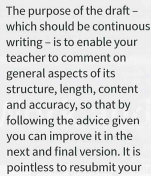 The purpose of the draft –
which should be continuous
writing – is to enable your
teacher to comment on
general aspects of its
structure, length, content
and accuracy, so that by
following the advice given
you can improve it in the
next and final version. It is
pointless to resubmit your